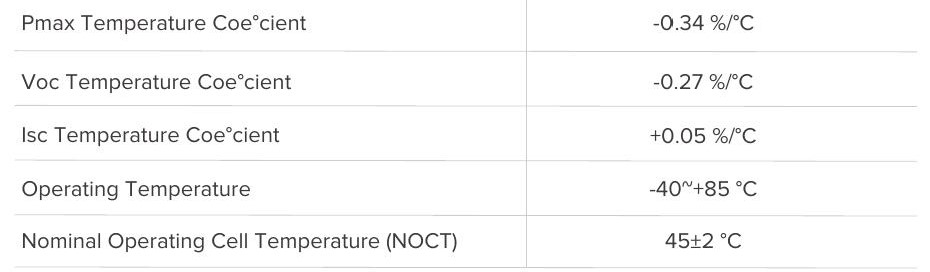 Pmax Temperature Coe°cient -0.34 %/°C
Voc Temperature Coe°cient -0.27 %/°C
Isc Temperature Coe°cient +0.05 %/°C
Operating Temperature -40~+85 °C
Nominal Operating Cell Temperature (NOCT) 45±2 °C